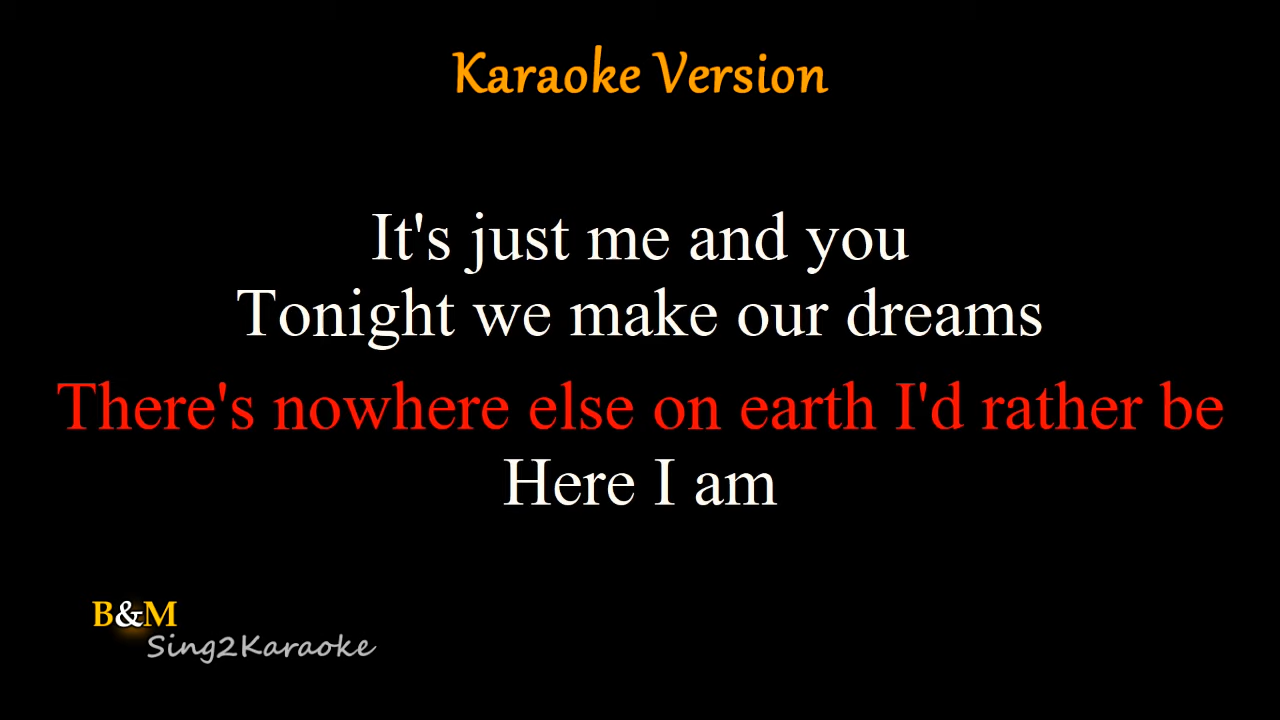 Karaoke Version
It's just me and you
Tonight we make our dreams
There's nowhere else on earth I'd rather be
Here I am
B&M
Sing2Karaoke